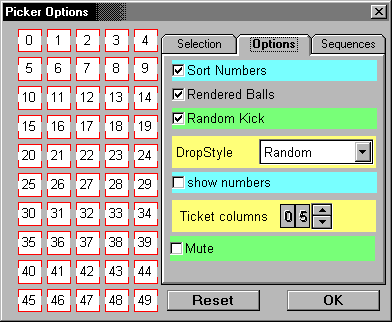 Picker Options
0 1 2 3 4
5 6 7 8 9
10 11 12 13 14
15 16 17 18 19
20 21 22 23 24
25 26 27 28 29
30 31 32 33 34
35 36 37 38 39
40 41 42 43 44
45 46 47 48 49
Selection Options Sequences
Sort Numbers
Rendered Balls
Random Kick
DropStyle Random
show numbers
Ticket columns 05
Mute
Reset OK